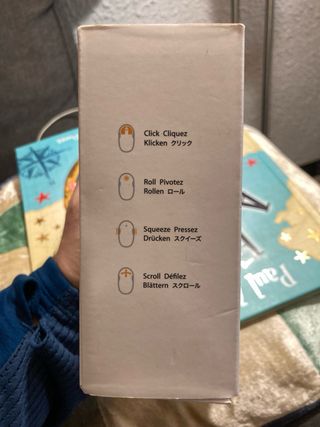 Click Cliquez
Klicken クリック
Roll Pivotez
Rollen ロール
Squeeze Pressez
Drücken スクイーズ
Scroll Défilez
Blättern スクロール
Paul